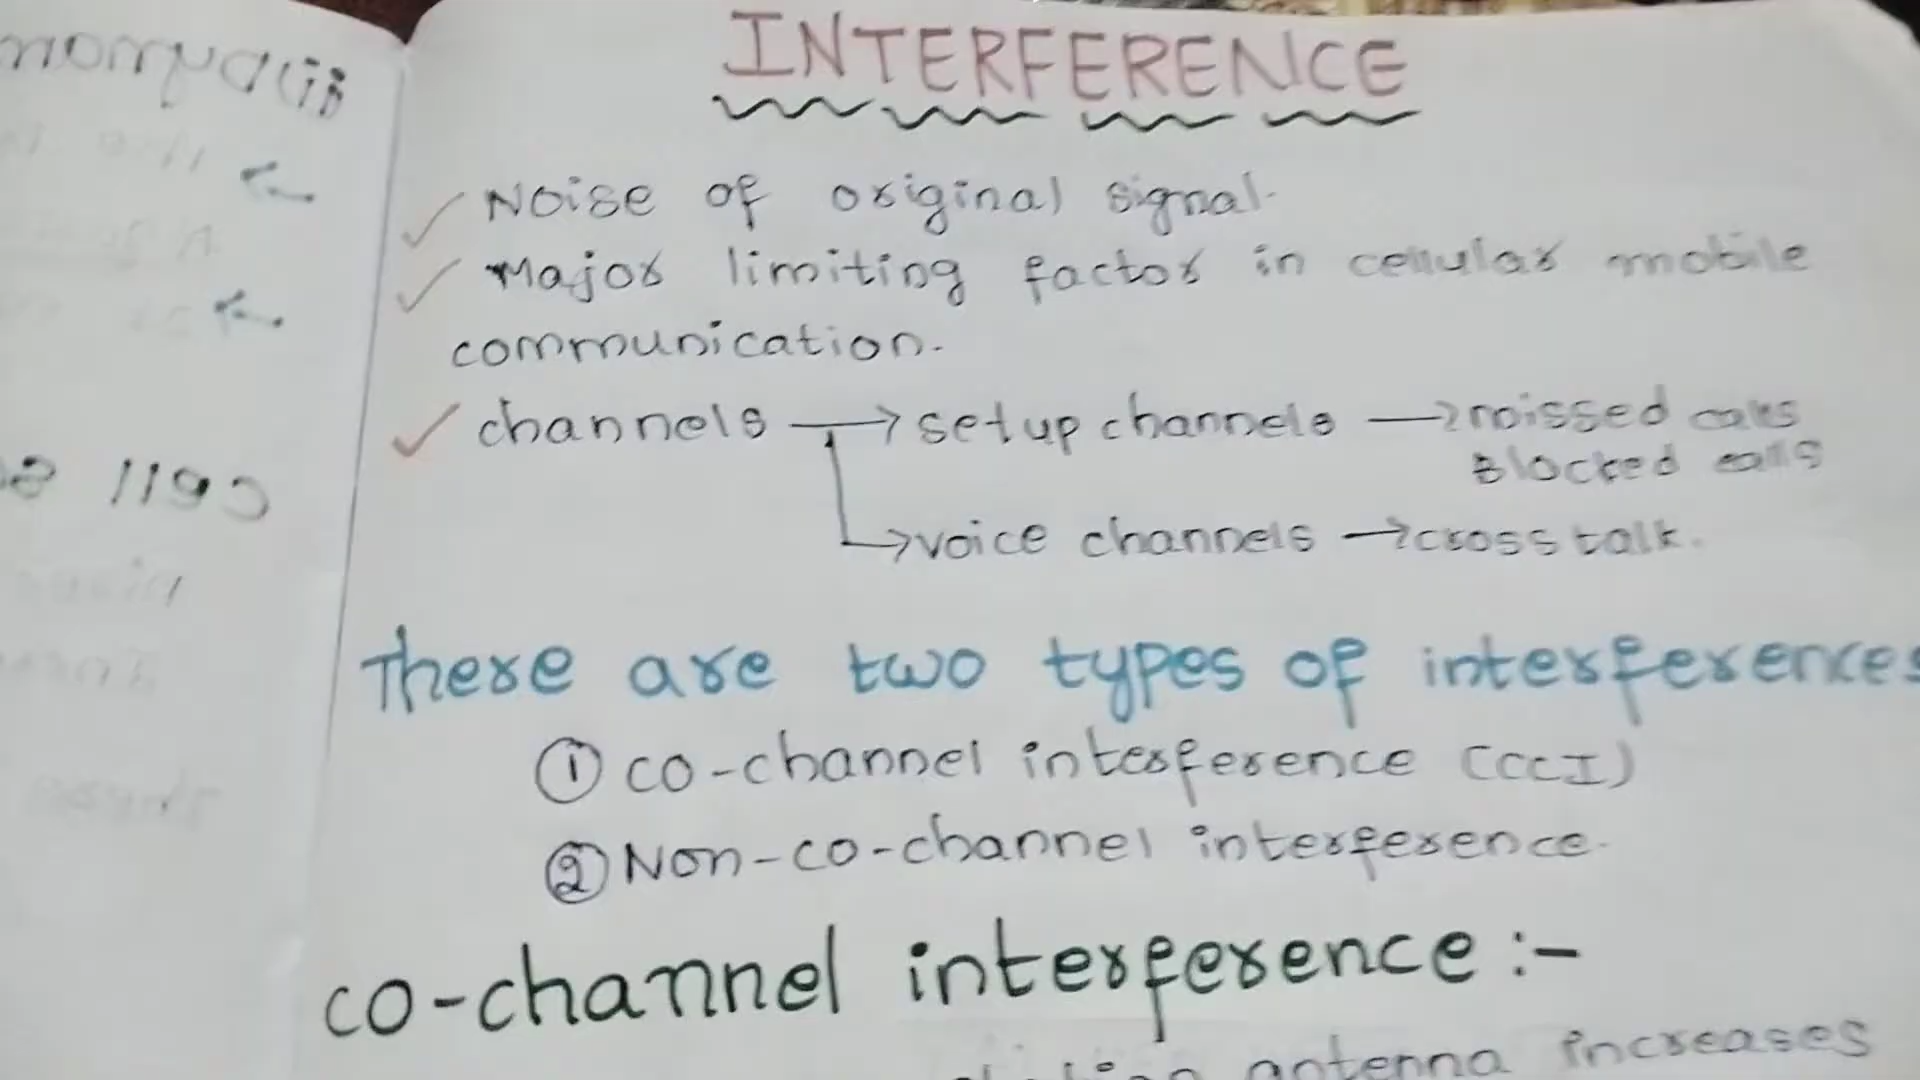 INTERFERENCE
Noise of original signal.
Major limiting factor in cellular mobile
communication.
channels → setup channels → missed calls
Blocked calls
→ voice channels → cross talk.
There are two types of interferences
① co-channel interference (CCI)
② Non-co-channel interference.
co-channel interference :-
antenna increases